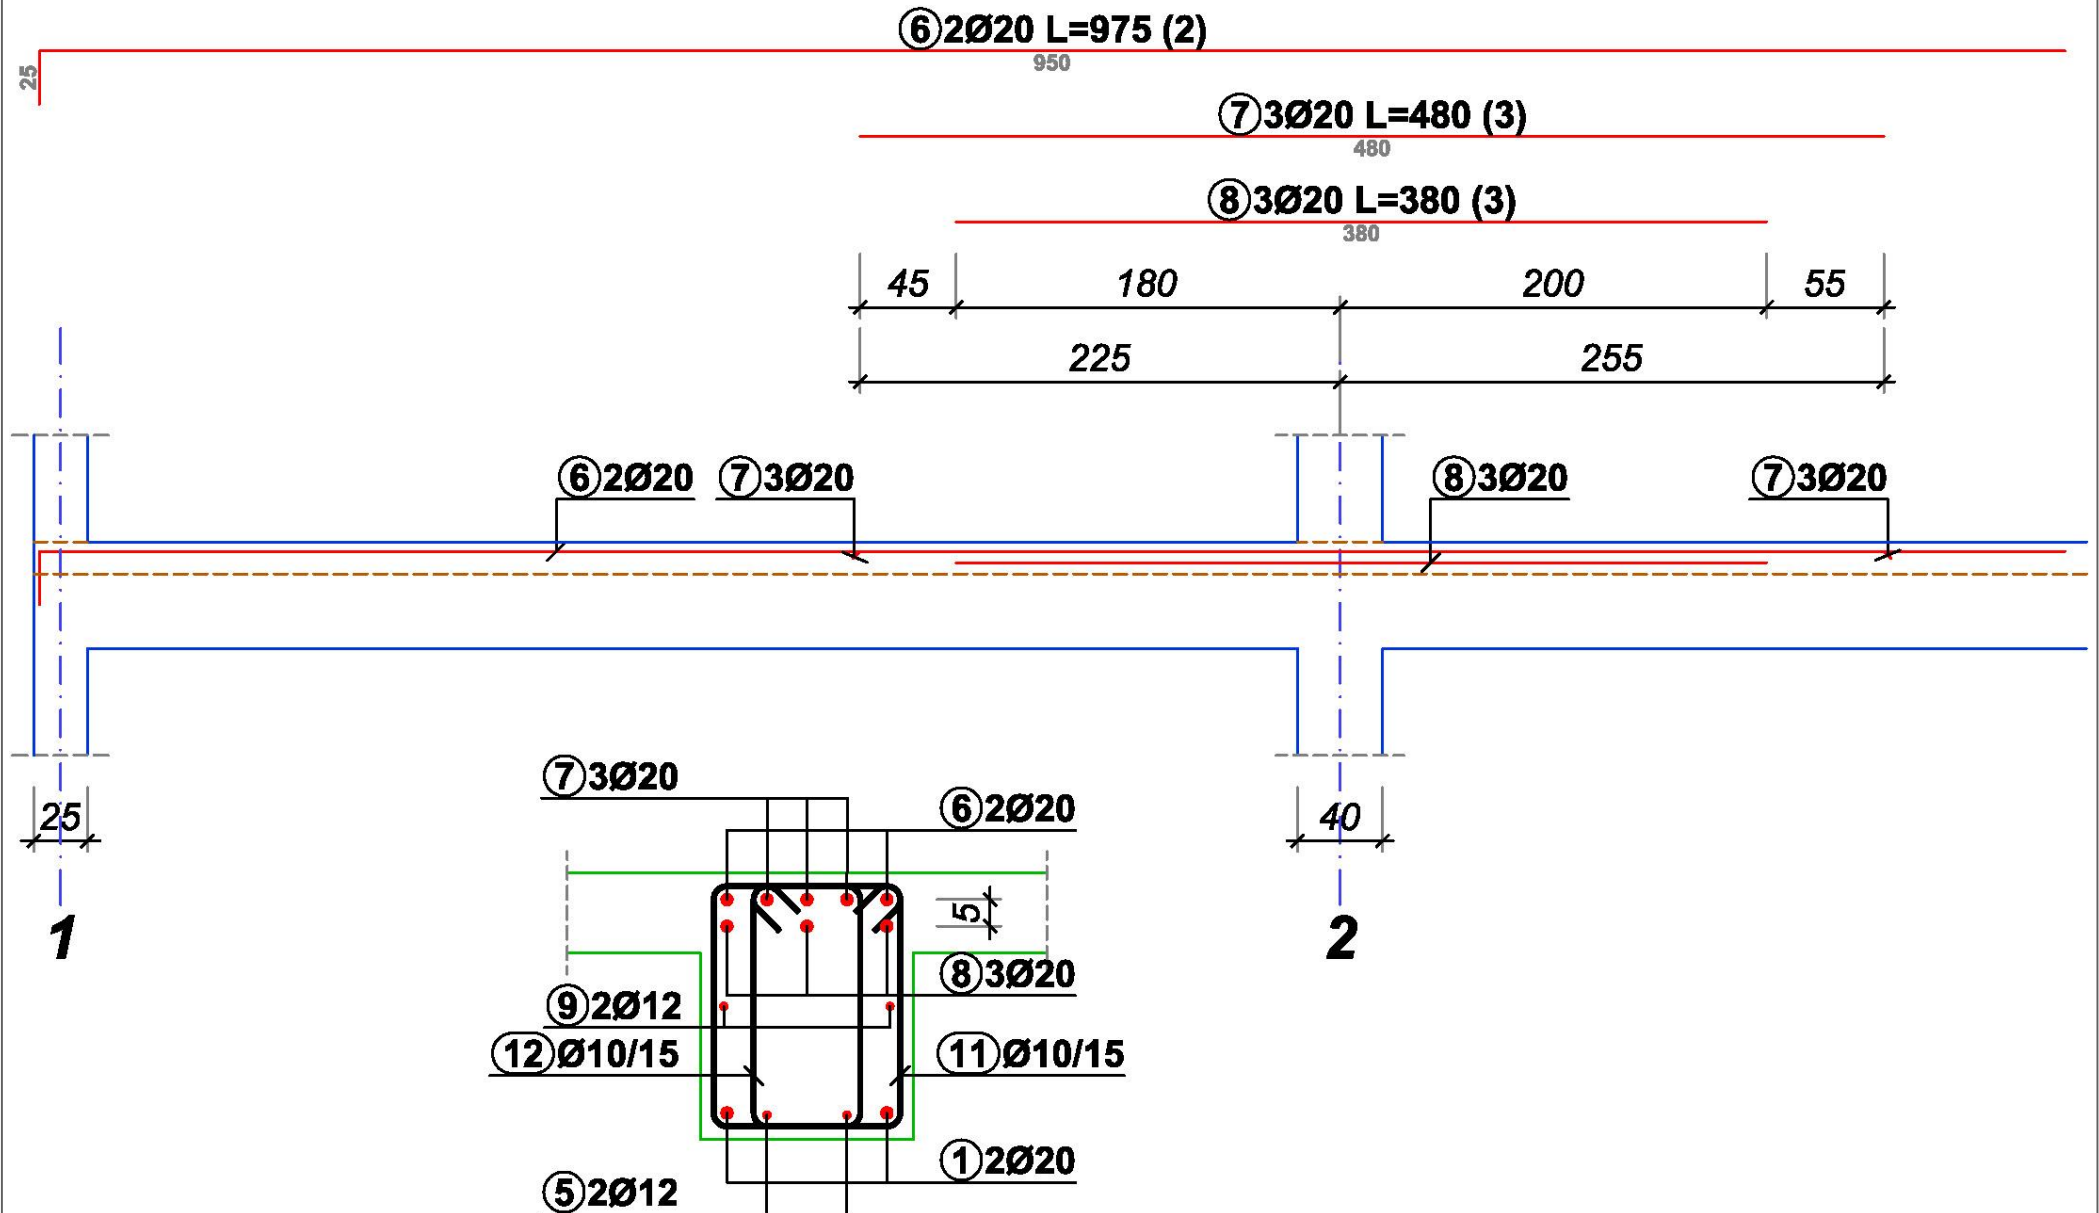 ⑥2Ø20 L=975 (2)
950
25
⑦3Ø20 L=480 (3)
480
⑧3Ø20 L=380 (3)
380
45 180 200 55
225 255
⑥2Ø20 ⑦3Ø20 ⑧3Ø20 ⑦3Ø20
25 40
1 2
⑦3Ø20
⑥2Ø20
5
⑧3Ø20
⑨2Ø12
⑫Ø10/15 ⑪Ø10/15
①2Ø20
⑤2Ø12